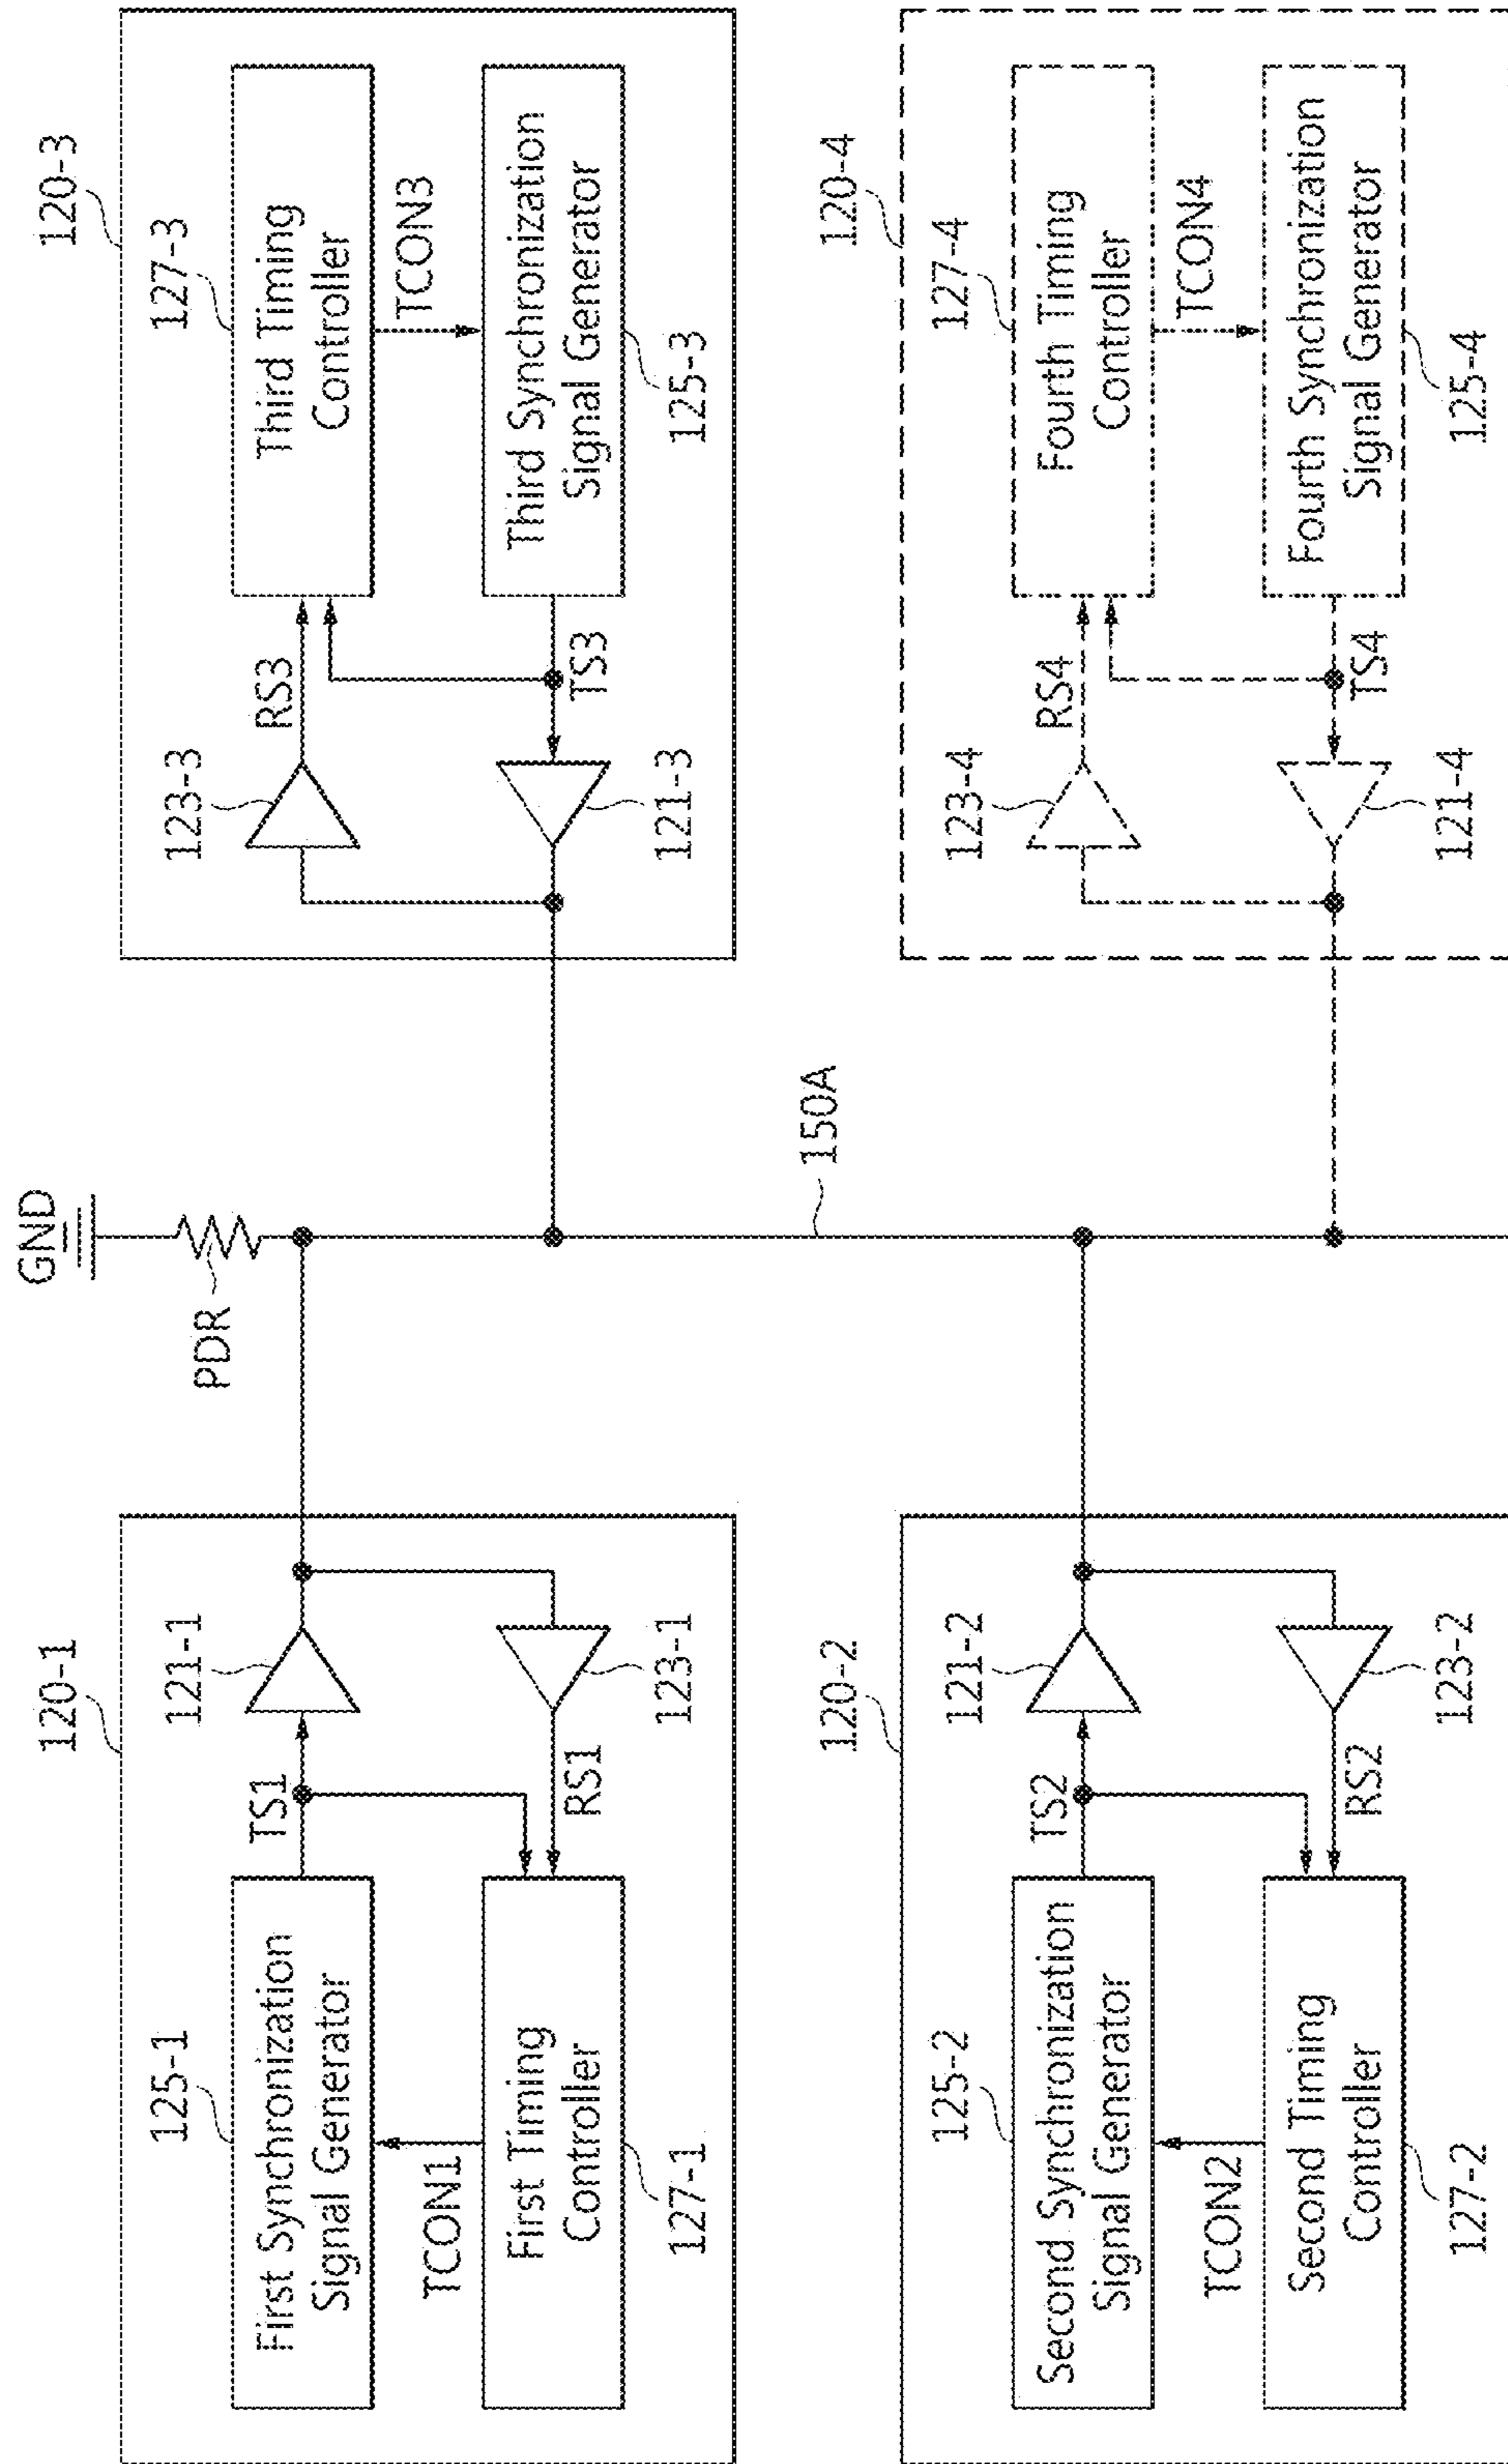 GND
PDR
150A
120-1
125-1
First Synchronization
Signal Generator
TS1
121-1
TCON1
First Timing
Controller
127-1
RS1
123-1
120-3
123-3
RS3
127-3
Third Timing
Controller
TCON3
121-3
TS3
Third Synchronization
Signal Generator
125-3
120-2
125-2
Second Synchronization
Signal Generator
TS2
121-2
TCON2
Second Timing
Controller
127-2
RS2
123-2
120-4
123-4
RS4
127-4
Fourth Timing
Controller
TCON4
121-4
TS4
Fourth Synchronization
Signal Generator
125-4